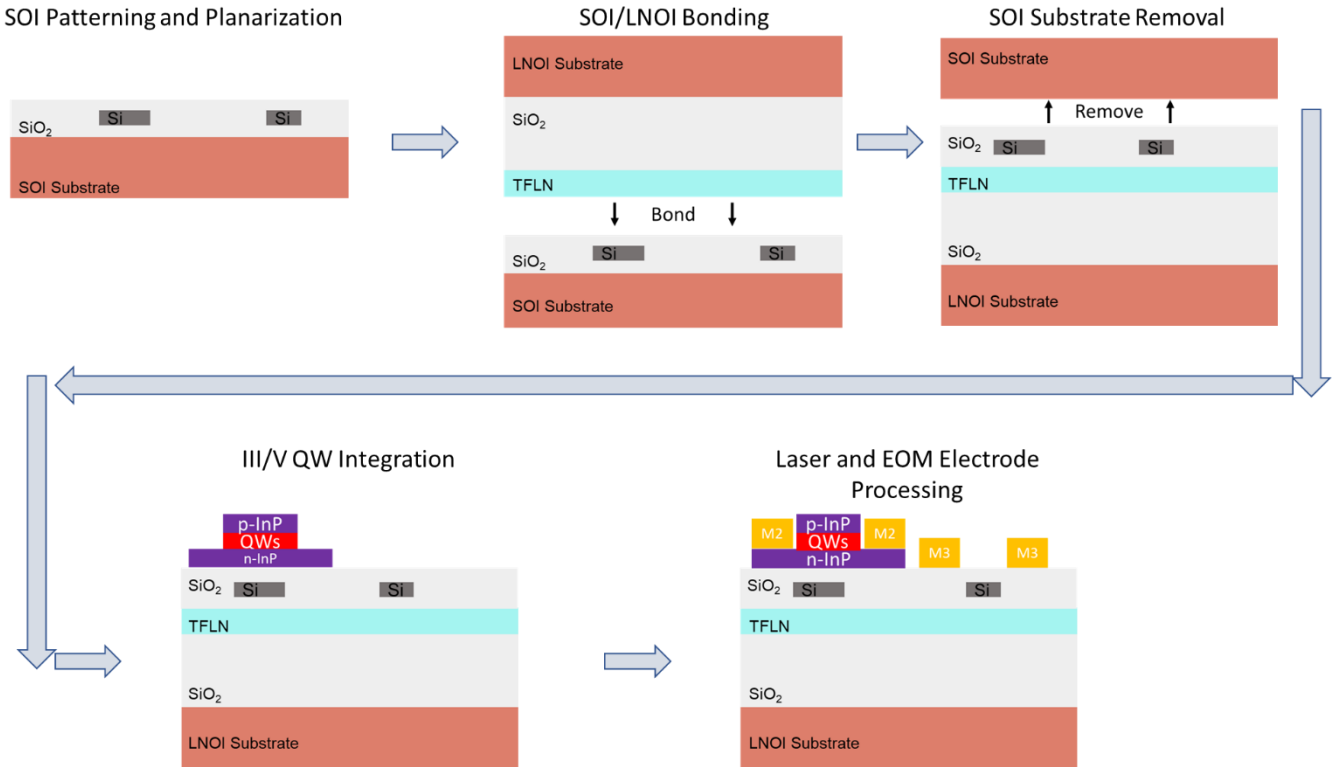 SOI Patterning and Planarization
Si
Si
SiO₂
SOI Substrate
SOI/LNOI Bonding
LNOI Substrate
SiO₂
TFLN
Bond
Si
Si
SiO₂
SOI Substrate
SOI Substrate Removal
SOI Substrate
Remove
SiO₂
Si
Si
TFLN
SiO₂
LNOI Substrate
III/V QW Integration
p-InP
QWs
n-InP
SiO₂
Si
Si
TFLN
SiO₂
LNOI Substrate
Laser and EOM Electrode
Processing
M2
p-InP
M2
QWs
n-InP
M3
M3
SiO₂
Si
Si
TFLN
SiO₂
LNOI Substrate